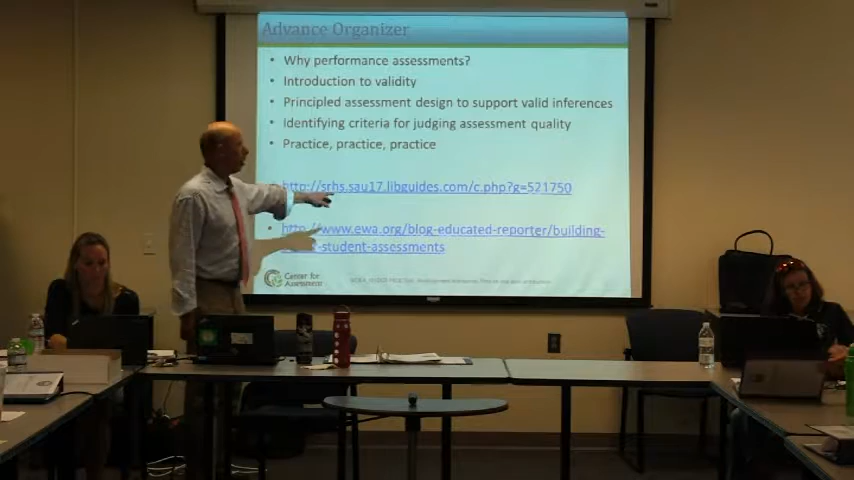 Advance Organizer
• Why performance assessments?
• Introduction to validity
• Principled assessment design to support valid inferences
• Identifying criteria for judging assessment quality
• Practice, practice, practice
http://srhs.sau17.libguides.com/c.php?g=521750
• http://www.ewa.org/blog-educated-reporter/building-
-student-assessments
Center for
Assessment